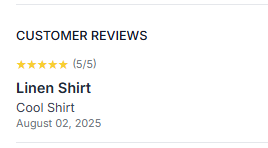 CUSTOMER REVIEWS
★★★★★ (5/5)
Linen Shirt
Cool Shirt
August 02, 2025